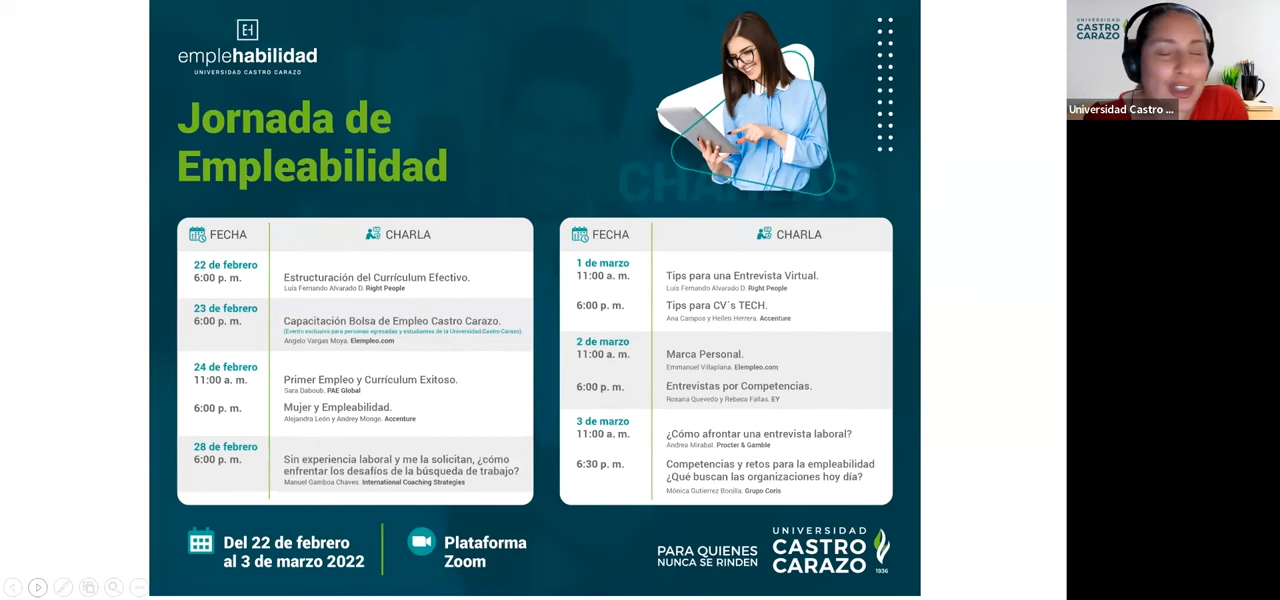 emplehabilidad
UNIVERSIDAD CASTRO CARAZO
Jornada de
Empleabilidad
CHARLAS
FECHA
CHARLA
22 de febrero
6:00 p. m.
Estructuración del Currículum Efectivo.
Luis Fernando Alvarado D. Right People
23 de febrero
6:00 p. m.
Capacitación Bolsa de Empleo Castro Carazo.
(Evento exclusivo para personas egresadas y estudiantes de la Universidad Castro Carazo).
Angelo Vargas Moya. Elempleo.com
24 de febrero
11:00 a. m.
Primer Empleo y Currículum Exitoso.
Sara Daboub. PAE Global
6:00 p. m.
Mujer y Empleabilidad.
Alejandra León y Andrey Monge. Accenture
28 de febrero
6:00 p. m.
Sin experiencia laboral y me la solicitan, ¿cómo
enfrentar los desafíos de la búsqueda de trabajo?
Manuel Gamboa Chaves. International Coaching Strategies
FECHA
CHARLA
1 de marzo
11:00 a. m.
Tips para una Entrevista Virtual.
Luis Fernando Alvarado D. Right People
6:00 p. m.
Tips para CV´s TECH.
Ana Campos y Hellen Herrera. Accenture
2 de marzo
11:00 a. m.
Marca Personal.
Emmanuel Villaplana. Elempleo.com
6:00 p. m.
Entrevistas por Competencias.
Roxana Quevedo y Rebeca Fallas. EY
3 de marzo
11:00 a. m.
¿Cómo afrontar una entrevista laboral?
Andrea Mirabal. Procter & Gamble
6:30 p. m.
Competencias y retos para la empleabilidad
¿Qué buscan las organizaciones hoy día?
Mónica Gutierrez Bonilla. Grupo Coris
Del 22 de febrero
al 3 de marzo 2022
Plataforma
Zoom
PARA QUIENES
NUNCA SE RINDEN
UNIVERSIDAD
CASTRO
CARAZO
1936
UNIVERSIDAD
CASTRO
CARAZO
Universidad Castro ...